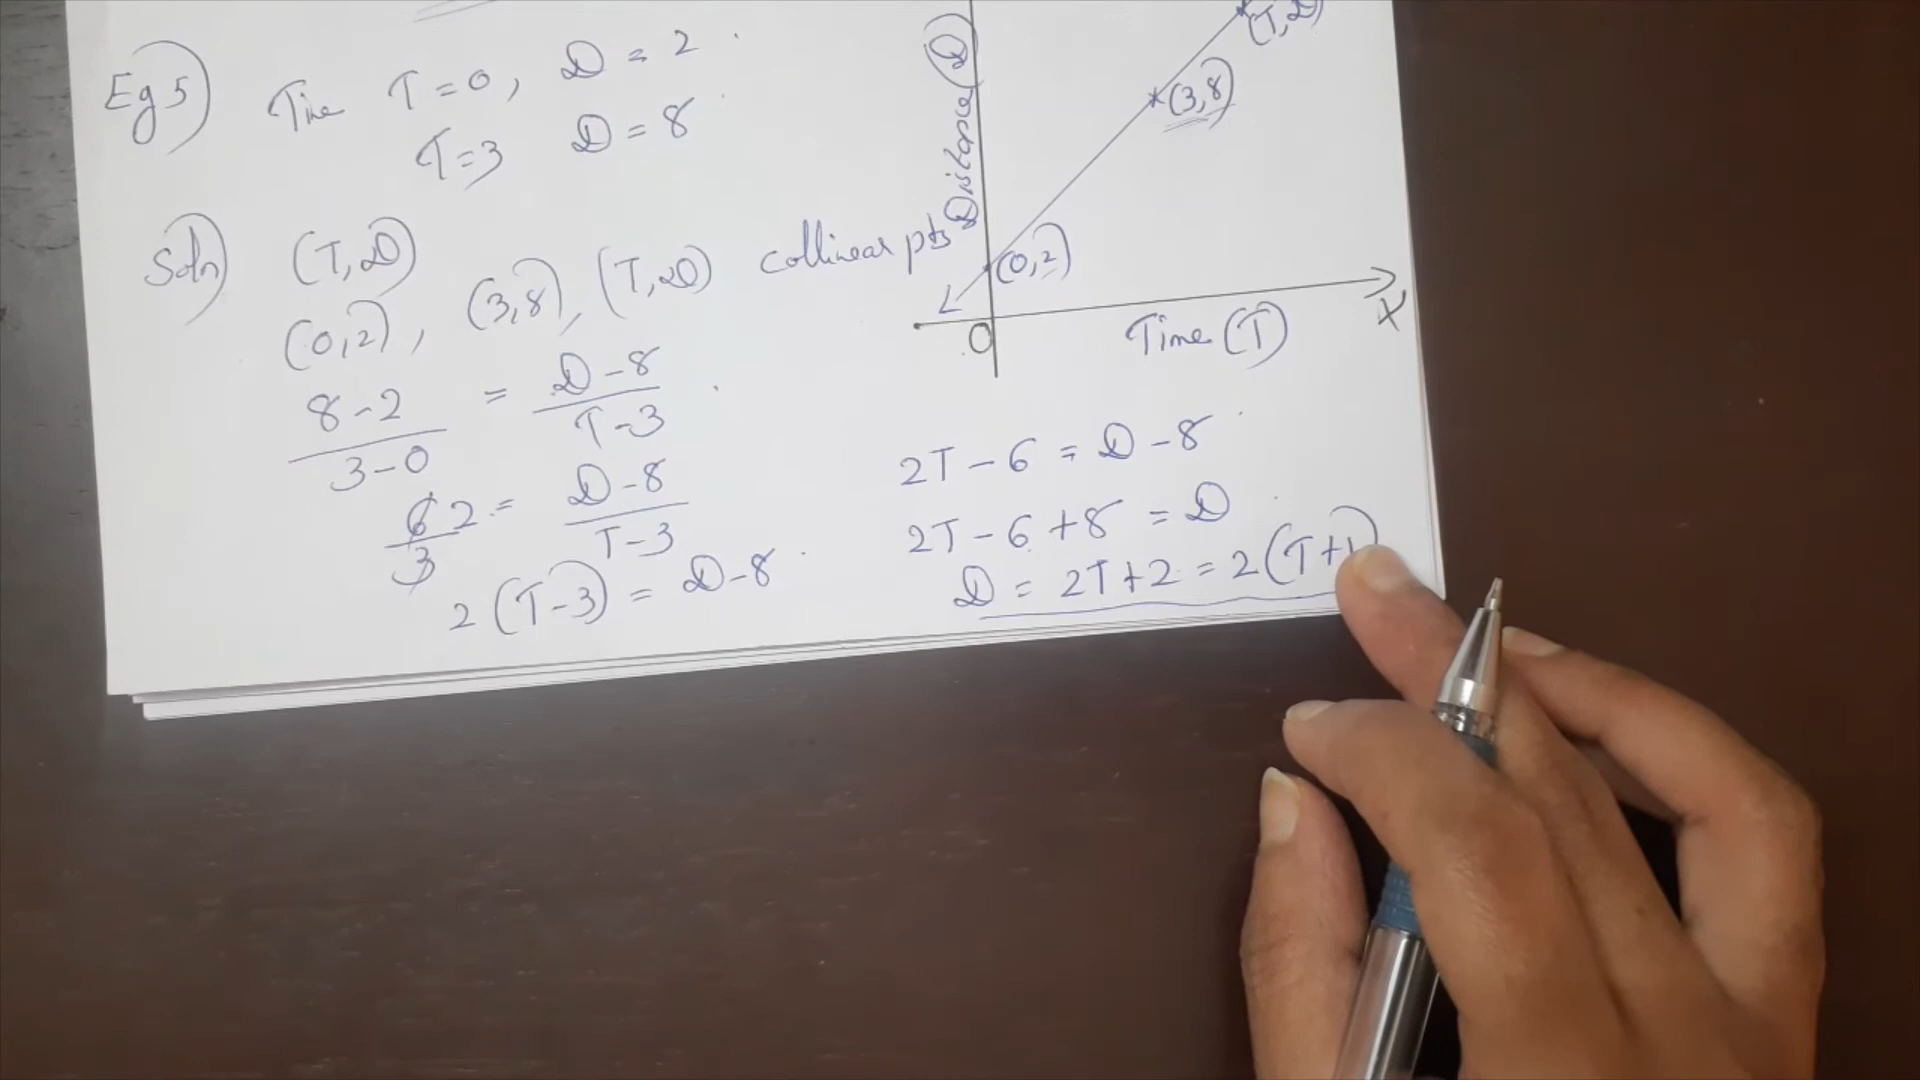 Eg 5) Time T = 0, D = 2
T = 3 D = 8
Soln) (T, D)
(0,2), (3,8), (T,D) collinear pts
8-2/3-0 = D-8/T-3
6/3 2 = D-8/T-3
2(T-3) = D-8
Distance (D)
(T,D)
(3,8)
(0,2)
O
X
Time (T)
2T - 6 = D - 8
2T - 6 + 8 = D
D = 2T + 2 = 2(T+1)